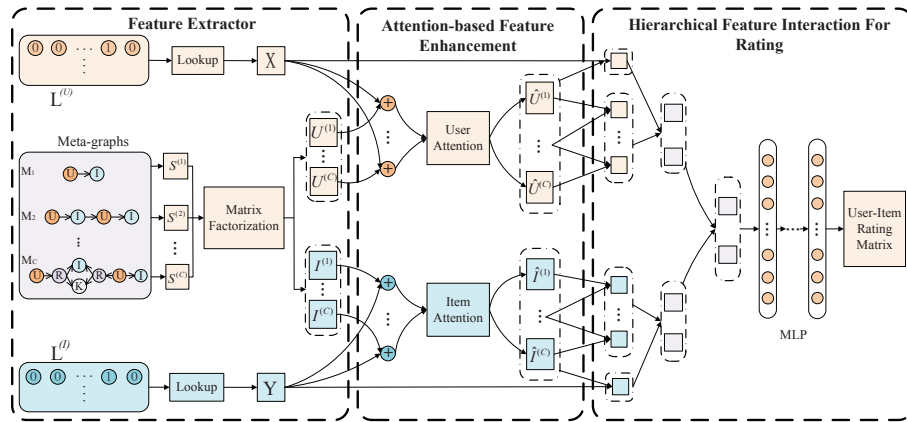 Feature Extractor
Attention-based Feature
Enhancement
Hierarchical Feature Interaction For
Rating
0 0 ··· 1 0
⋮
L^(U)
Lookup
X
Meta-graphs
M1
U I
M2
U I U I
⋮
MC
U R I K R U I
S^(1)
S^(2)
⋮
S^(C)
Matrix
Factorization
U^(1)
⋮
U^(C)
I^(1)
⋮
I^(C)
L^(I)
0 0 ··· 1 0
⋮
Lookup
Y
+
⋮
+
User
Attention
Û^(1)
⋮
Û^(C)
+
⋮
+
Item
Attention
Î^(1)
⋮
Î^(C)
MLP
User-Item
Rating
Matrix